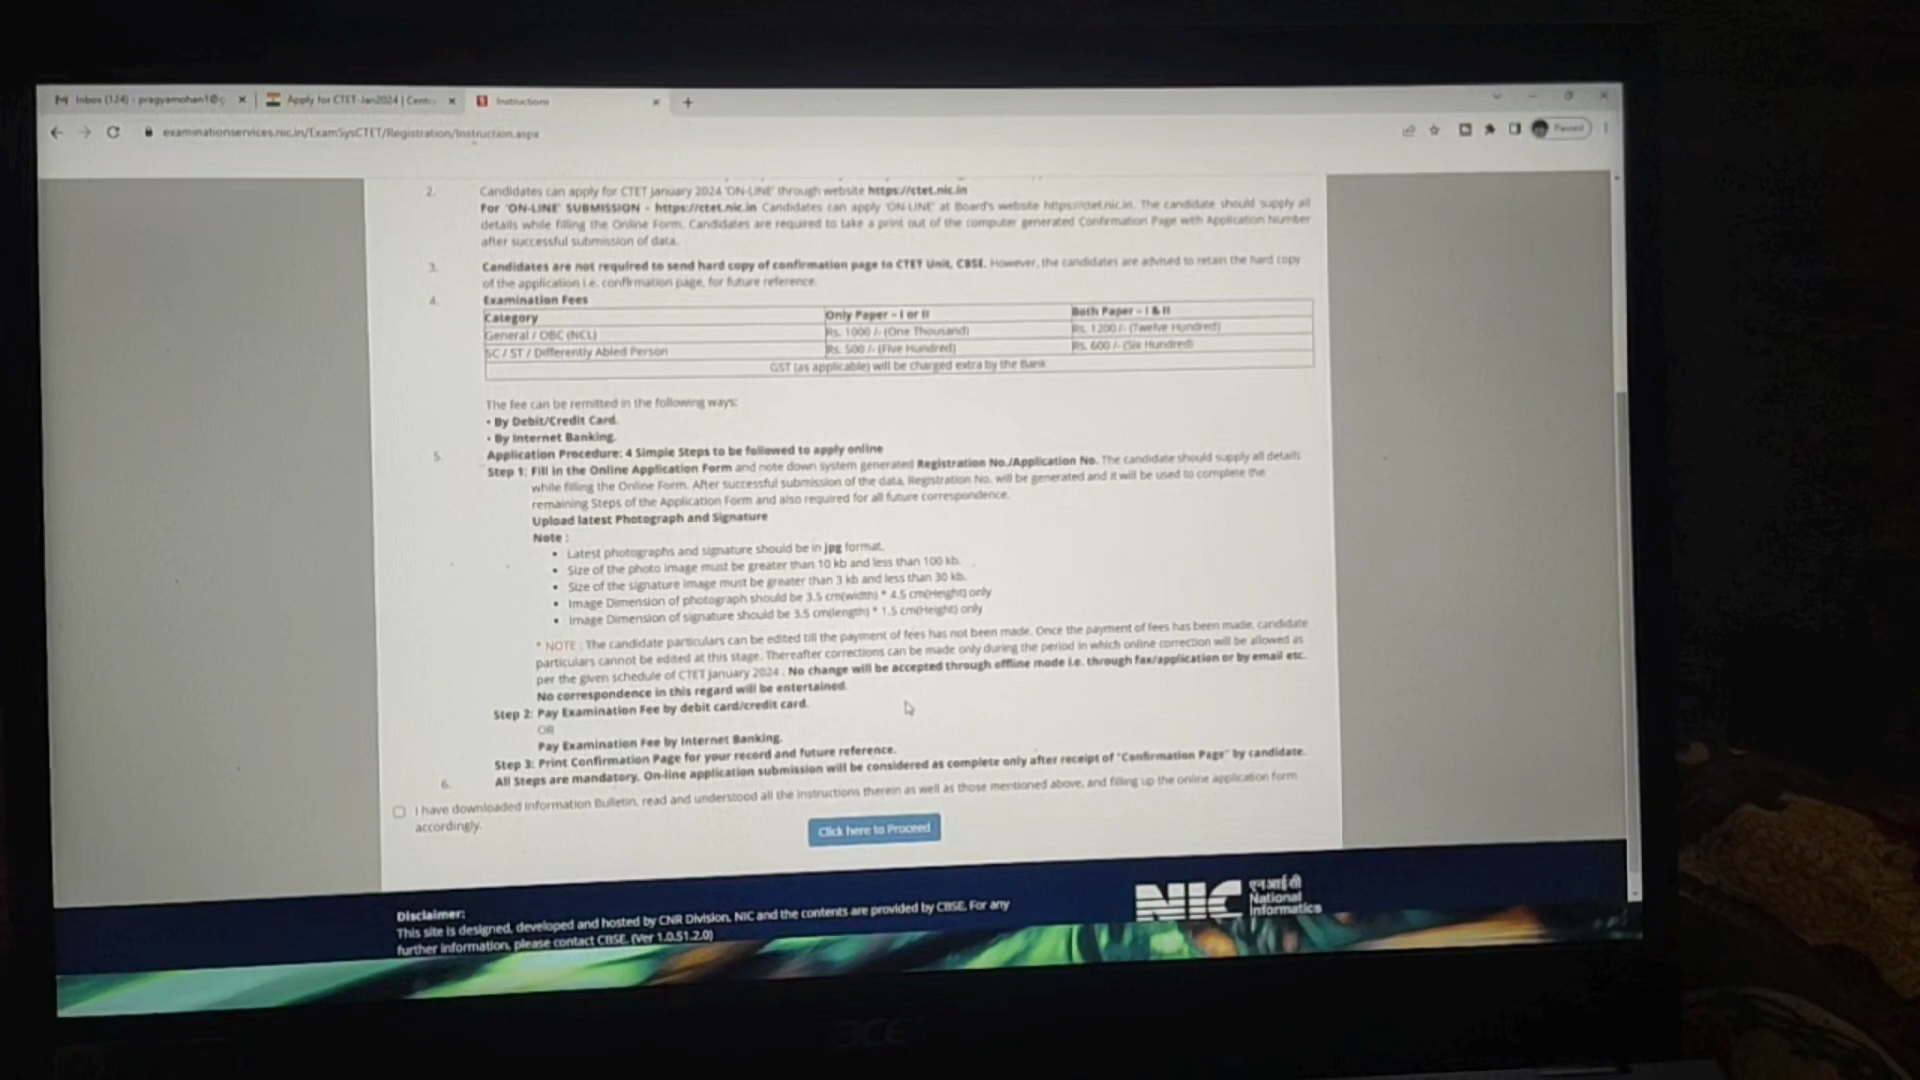 Inbox (134) - pragyamohan1@g
Apply for CTET-Jan2024 | Centr
Instructions
examinationservices.nic.in/ExamSysCTET/Registration/Instruction.aspx
Paused
2. Candidates can apply for CTET January 2024 'ON-LINE' through website https://ctet.nic.in
For 'ON-LINE' SUBMISSION - https://ctet.nic.in Candidates can apply 'ON-LINE' at Board's website https://ctet.nic.in. The candidate should supply all
details while filling the Online Form. Candidates are required to take a print out of the computer generated Confirmation Page with Application Number
after successful submission of data.
3. Candidates are not required to send hard copy of confirmation page to CTET Unit, CBSE. However, the candidates are advised to retain the hard copy
of the application i.e. confirmation page, for future reference.
4. Examination Fees
Category Only Paper - I or II Both Paper - I & II
General / OBC (NCL) Rs. 1000 /- (One Thousand) Rs. 1200 /- (Twelve Hundred)
SC / ST / Differently Abled Person Rs. 500 /- (Five Hundred) Rs. 600 /- (Six Hundred)
GST (as applicable) will be charged extra by the Bank
The fee can be remitted in the following ways:
• By Debit/Credit Card.
• By Internet Banking.
5. Application Procedure: 4 Simple Steps to be followed to apply online
Step 1: Fill in the Online Application Form and note down system generated Registration No./Application No. The candidate should supply all details
while filling the Online Form. After successful submission of the data, Registration No. will be generated and it will be used to complete the
remaining Steps of the Application Form and also required for all future correspondence.
Upload latest Photograph and Signature
Note :
• Latest photographs and signature should be in jpg format.
• Size of the photo image must be greater than 10 kb and less than 100 kb.
• Size of the signature image must be greater than 3 kb and less than 30 kb.
• Image Dimension of photograph should be 3.5 cm(width) * 4.5 cm(Height) only
• Image Dimension of signature should be 3.5 cm(length) * 1.5 cm(Height) only
* NOTE : The candidate particulars can be edited till the payment of fees has not been made. Once the payment of fees has been made, candidate
particulars cannot be edited at this stage. Thereafter corrections can be made only during the period in which online correction will be allowed as
per the given schedule of CTET January 2024 . No change will be accepted through offline mode i.e. through fax/application or by email etc.
No correspondence in this regard will be entertained.
Step 2: Pay Examination Fee by debit card/credit card.
OR
Pay Examination Fee by Internet Banking.
Step 3: Print Confirmation Page for your record and future reference.
6. All Steps are mandatory. On-line application submission will be considered as complete only after receipt of "Confirmation Page" by candidate.
I have downloaded Information Bulletin, read and understood all the instructions therein as well as those mentioned above, and filling up the online application form
accordingly.
Click here to Proceed
Disclaimer:
This site is designed, developed and hosted by CNR Division, NIC and the contents are provided by CBSE. For any
further information, please contact CBSE. (Ver 1.0.51.2.0)
NIC
एन आई सी
National
Informatics
acer